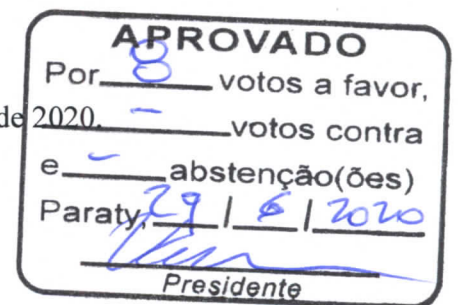 APROVADO
Por 8 votos a favor,
de 2020. - votos contra
e - abstenção(ões)
Paraty, 29 / 6 / 2020
Presidente